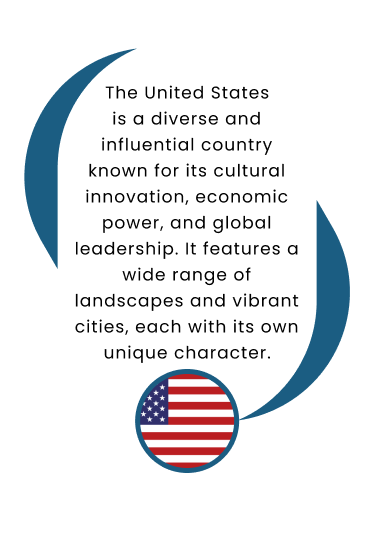 The United States
is a diverse and
influential country
known for its cultural
innovation, economic
power, and global
leadership. It features a
wide range of
landscapes and vibrant
cities, each with its own
unique character.